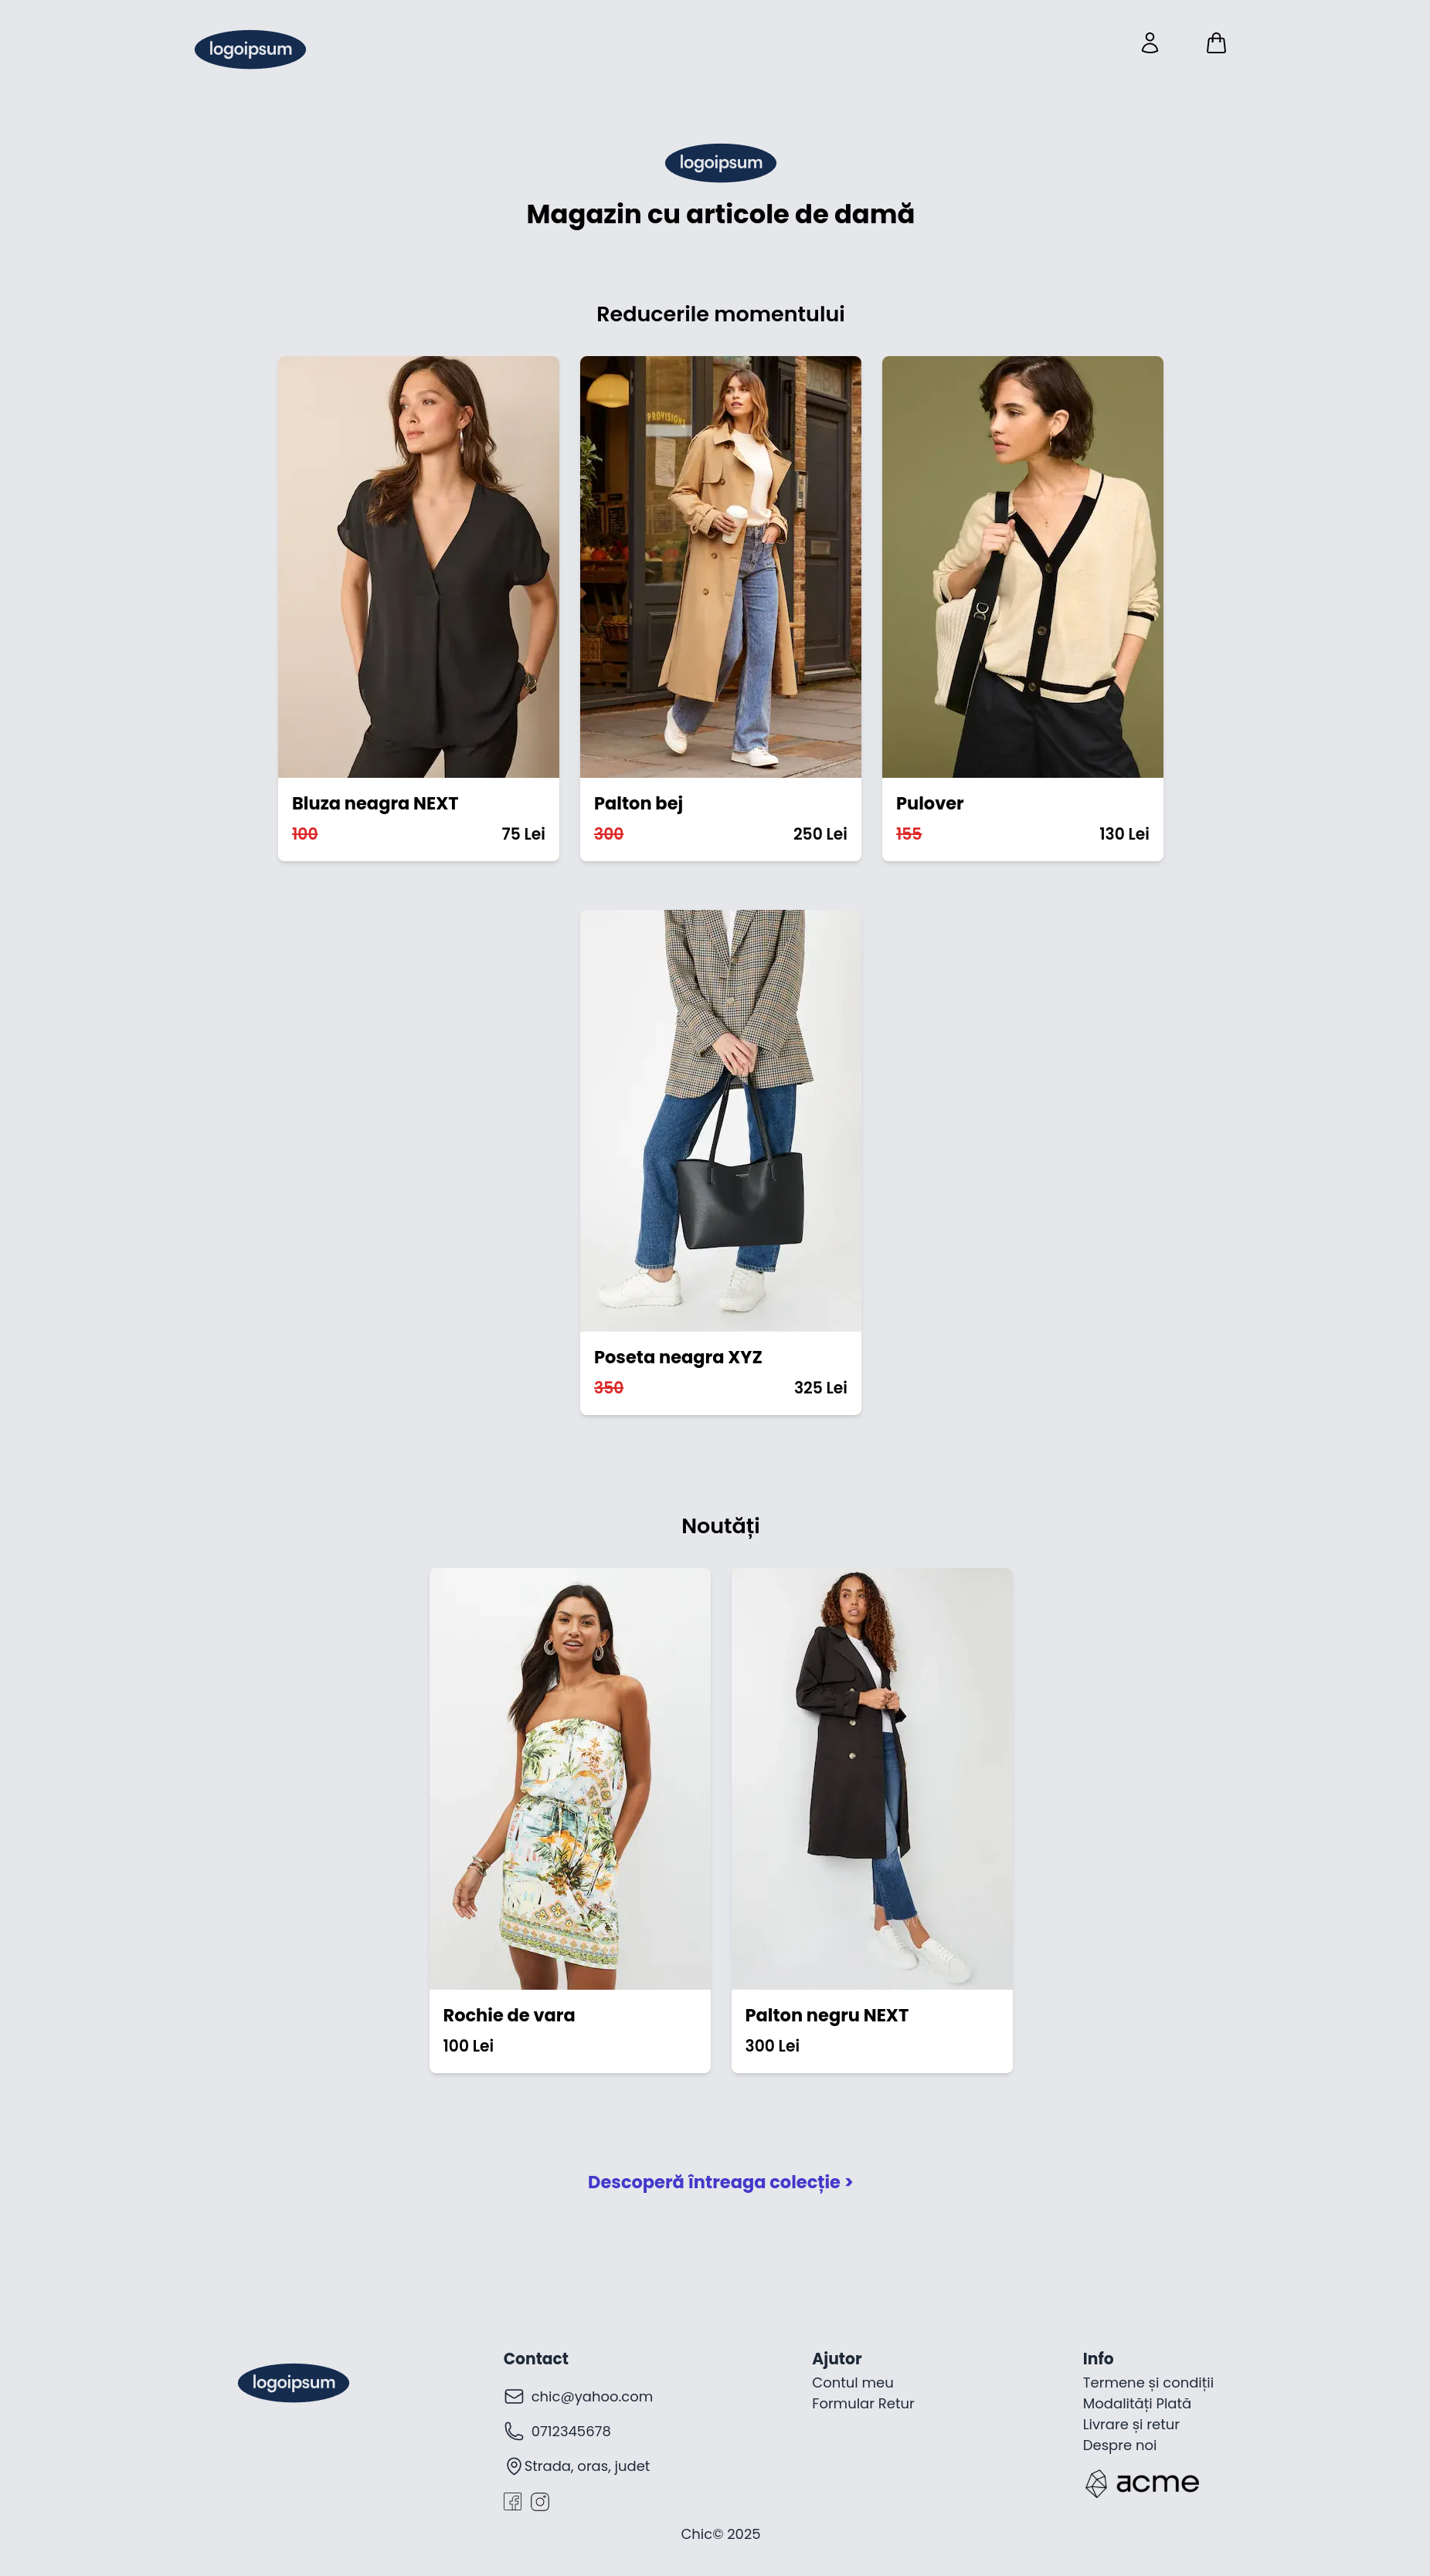 logoipsum
logoipsum
Magazin cu articole de damă
Reducerile momentului
PROVISIONS
Bluza neagra NEXT
100 75 Lei
Palton bej
300 250 Lei
Pulover
155 130 Lei
Poseta neagra XYZ
350 325 Lei
Noutăți
Rochie de vara
100 Lei
Palton negru NEXT
300 Lei
Descoperă întreaga colecție >
logoipsum
Contact
chic@yahoo.com
0712345678
Strada, oras, judet
Ajutor
Contul meu
Formular Retur
Info
Termene și condiții
Modalități Plată
Livrare și retur
Despre noi
acme
Chic© 2025